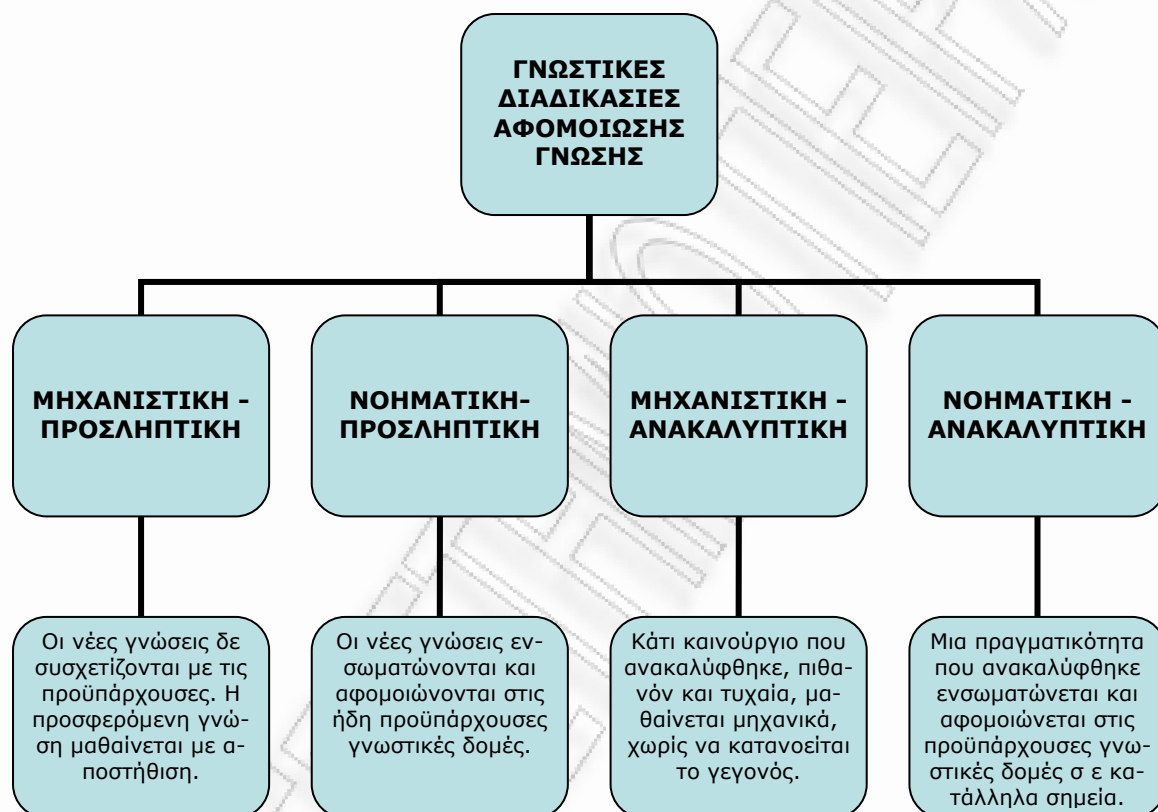 ΓΝΩΣΤΙΚΕΣ
ΔΙΑΔΙΚΑΣΙΕΣ
ΑΦΟΜΟΙΩΣΗΣ
ΓΝΩΣΗΣ
ΜΗΧΑΝΙΣΤΙΚΗ -
ΠΡΟΣΛΗΠΤΙΚΗ
ΝΟΗΜΑΤΙΚΗ-
ΠΡΟΣΛΗΠΤΙΚΗ
ΜΗΧΑΝΙΣΤΙΚΗ -
ΑΝΑΚΑΛΥΠΤΙΚΗ
ΝΟΗΜΑΤΙΚΗ -
ΑΝΑΚΑΛΥΠΤΙΚΗ
Οι νέες γνώσεις δε
συσχετίζονται με τις
προϋπάρχουσες. Η
προσφερόμενη γνώ-
ση μαθαίνεται με α-
ποστήθιση.
Οι νέες γνώσεις εν-
σωματώνονται και
αφομοιώνονται στις
ήδη προϋπάρχουσες
γνωστικές δομές.
Κάτι καινούργιο που
ανακαλύφθηκε, πιθα-
νόν και τυχαία, μα-
θαίνεται μηχανικά,
χωρίς να κατανοείται
το γεγονός.
Μια πραγματικότητα
που ανακαλύφθηκε
ενσωματώνεται και
αφομοιώνεται στις
προϋπάρχουσες γνω-
στικές δομές σ ε κα-
τάλληλα σημεία.